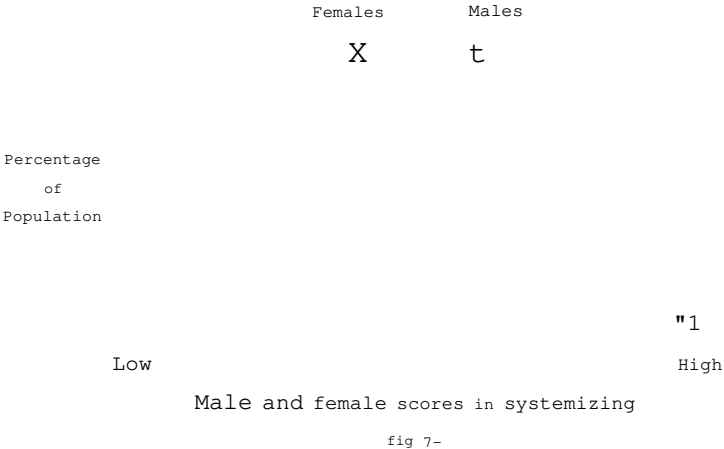 Females Males
X t
Percentage
of
Population
"1
Low High
Male and female scores in systemizing
fig 7–